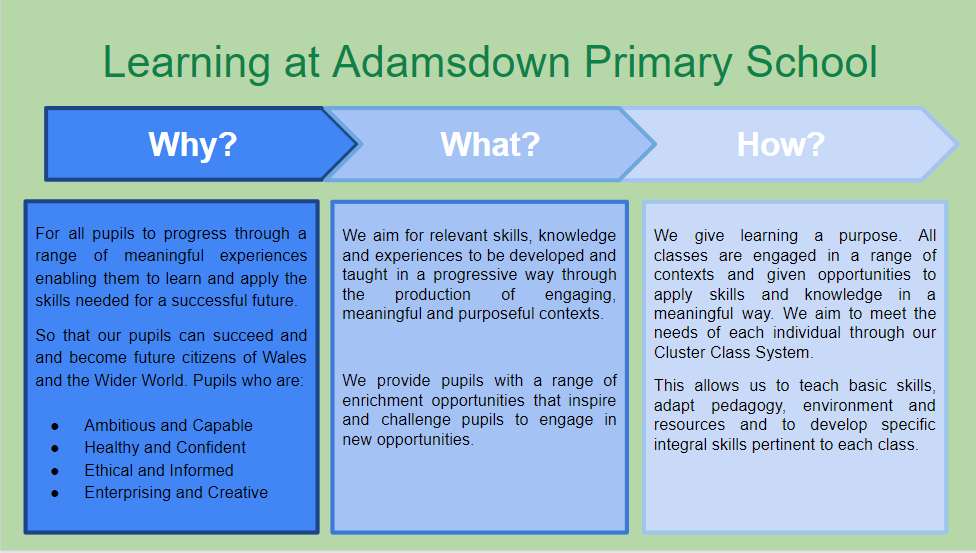 Learning at Adamsdown Primary School
Why?
What?
How?
For all pupils to progress through a
range of meaningful experiences
enabling them to learn and apply the
skills needed for a successful future.
So that our pupils can succeed and
and become future citizens of Wales
and the Wider World. Pupils who are:
● Ambitious and Capable
● Healthy and Confident
● Ethical and Informed
● Enterprising and Creative
We aim for relevant skills, knowledge
and experiences to be developed and
taught in a progressive way through
the production of engaging,
meaningful and purposeful contexts.
We provide pupils with a range of
enrichment opportunities that inspire
and challenge pupils to engage in
new opportunities.
We give learning a purpose. All
classes are engaged in a range of
contexts and given opportunities to
apply skills and knowledge in a
meaningful way. We aim to meet the
needs of each individual through our
Cluster Class System.
This allows us to teach basic skills,
adapt pedagogy, environment and
resources and to develop specific
integral skills pertinent to each class.